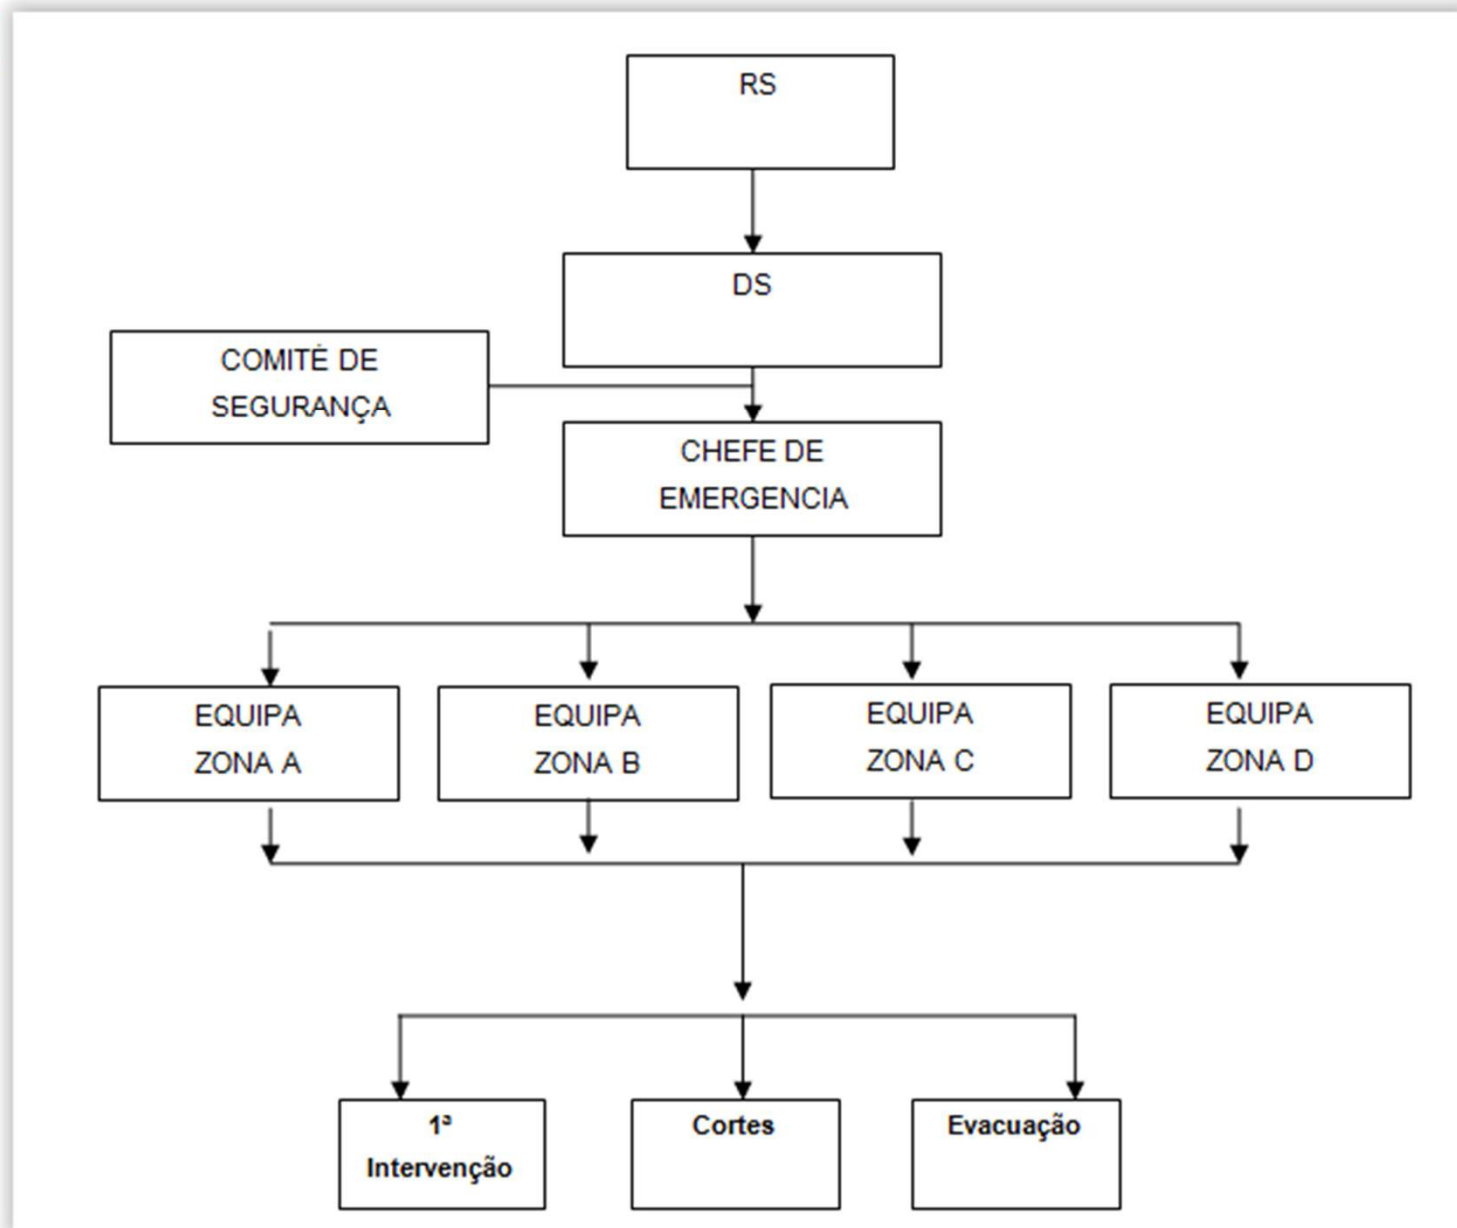 RS
DS
COMITÉ DE
SEGURANÇA
CHEFE DE
EMERGENCIA
EQUIPA
ZONA A
EQUIPA
ZONA B
EQUIPA
ZONA C
EQUIPA
ZONA D
1ª
Intervenção
Cortes
Evacuação